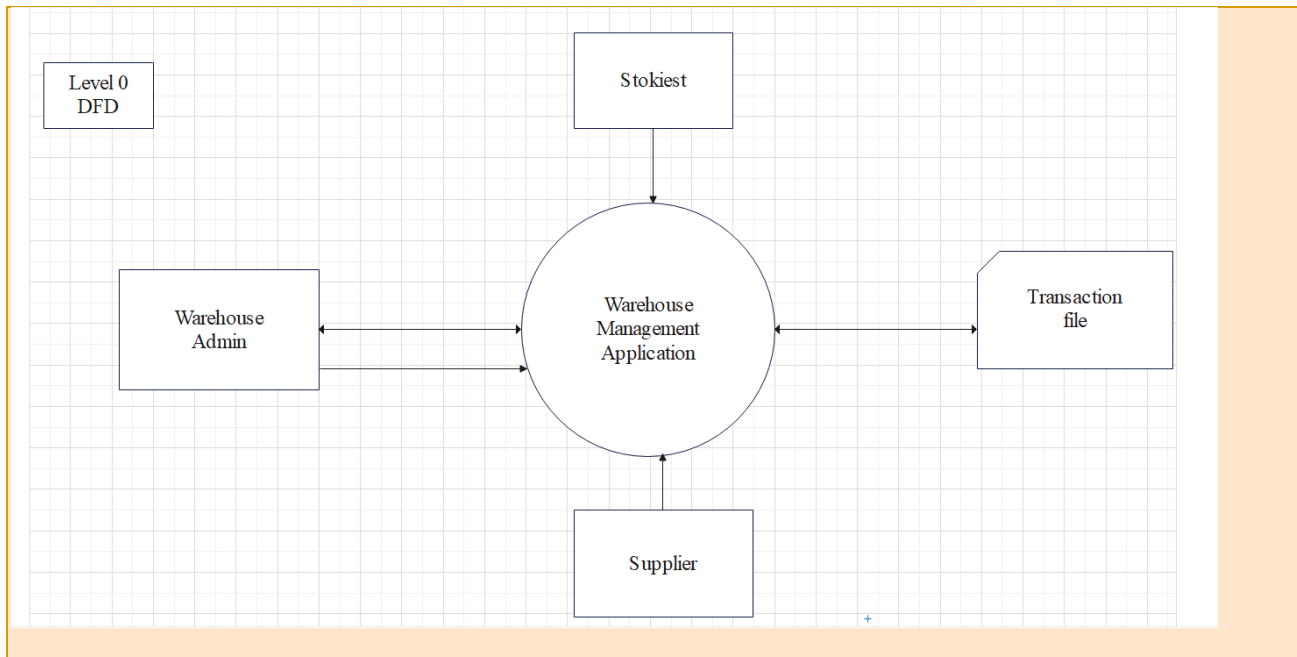 Level 0
DFD
Stokiest
Warehouse
Admin
Warehouse
Management
Application
Transaction
file
Supplier